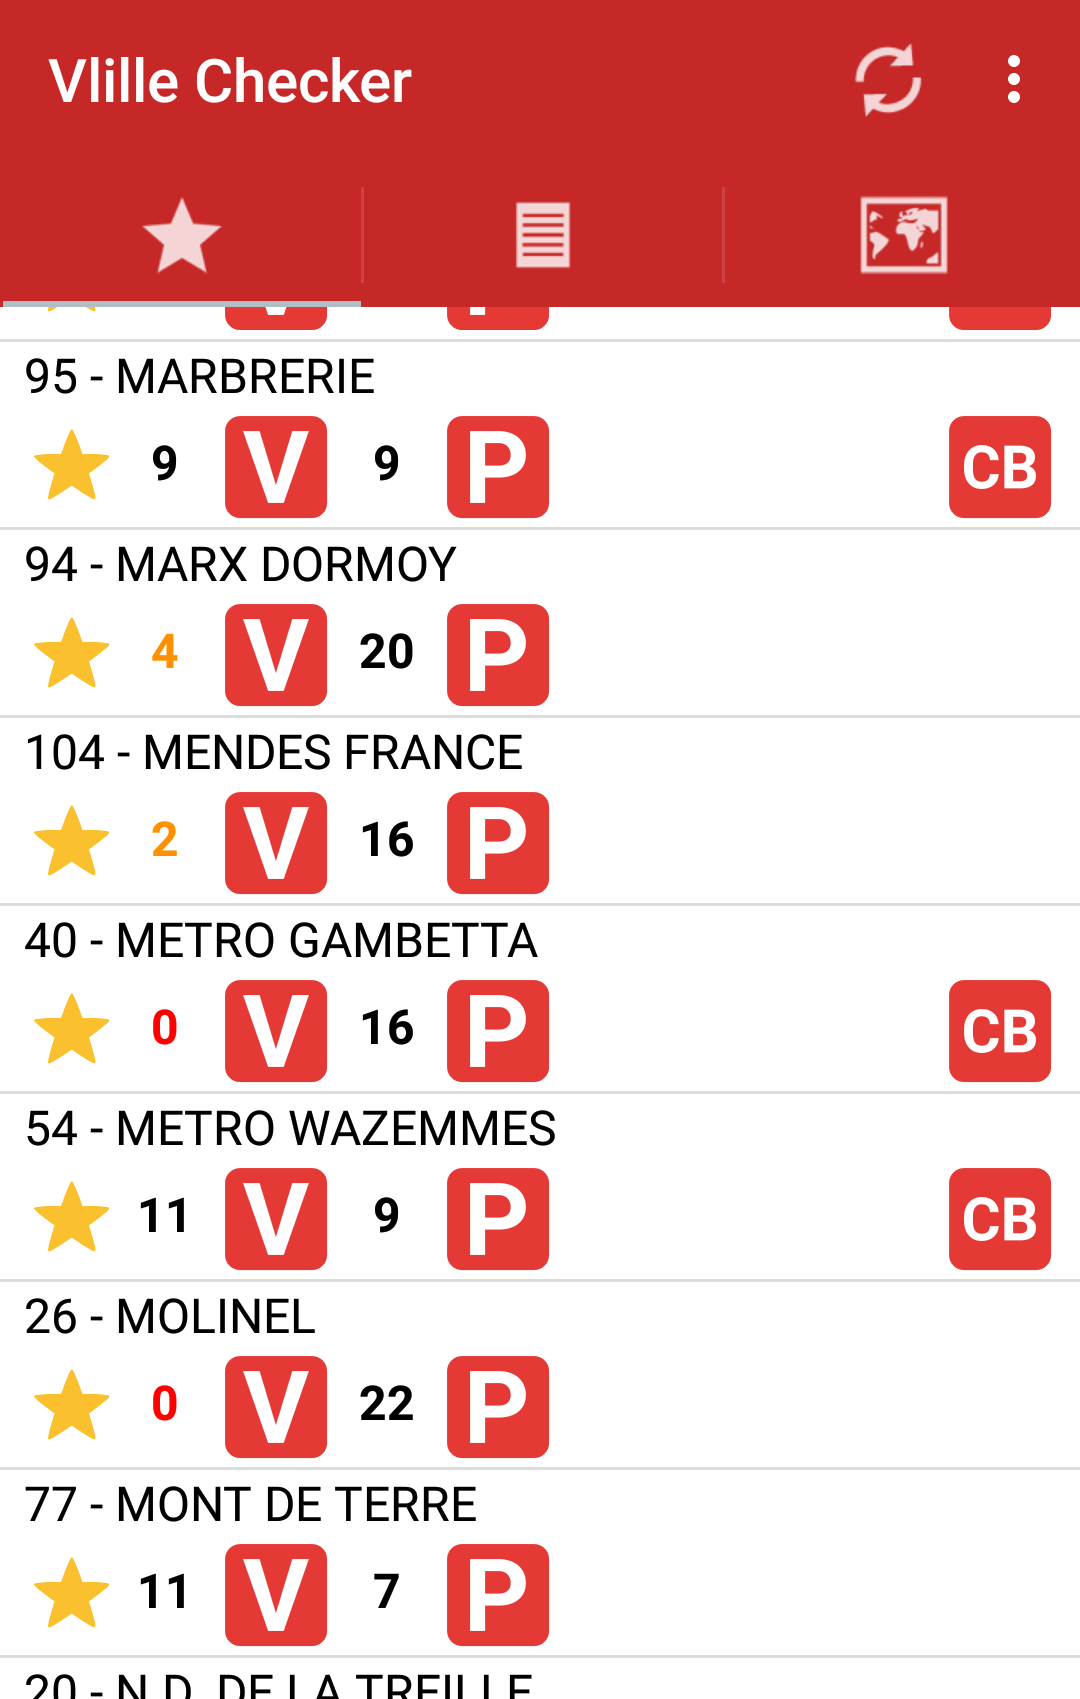 Vlille Checker
95 - MARBRERIE
9 V 9 P CB
94 - MARX DORMOY
4 V 20 P
104 - MENDES FRANCE
2 V 16 P
40 - METRO GAMBETTA
0 V 16 P CB
54 - METRO WAZEMMES
11 V 9 P CB
26 - MOLINEL
0 V 22 P
77 - MONT DE TERRE
11 V 7 P
20 - N.D. DE LA TREILLE